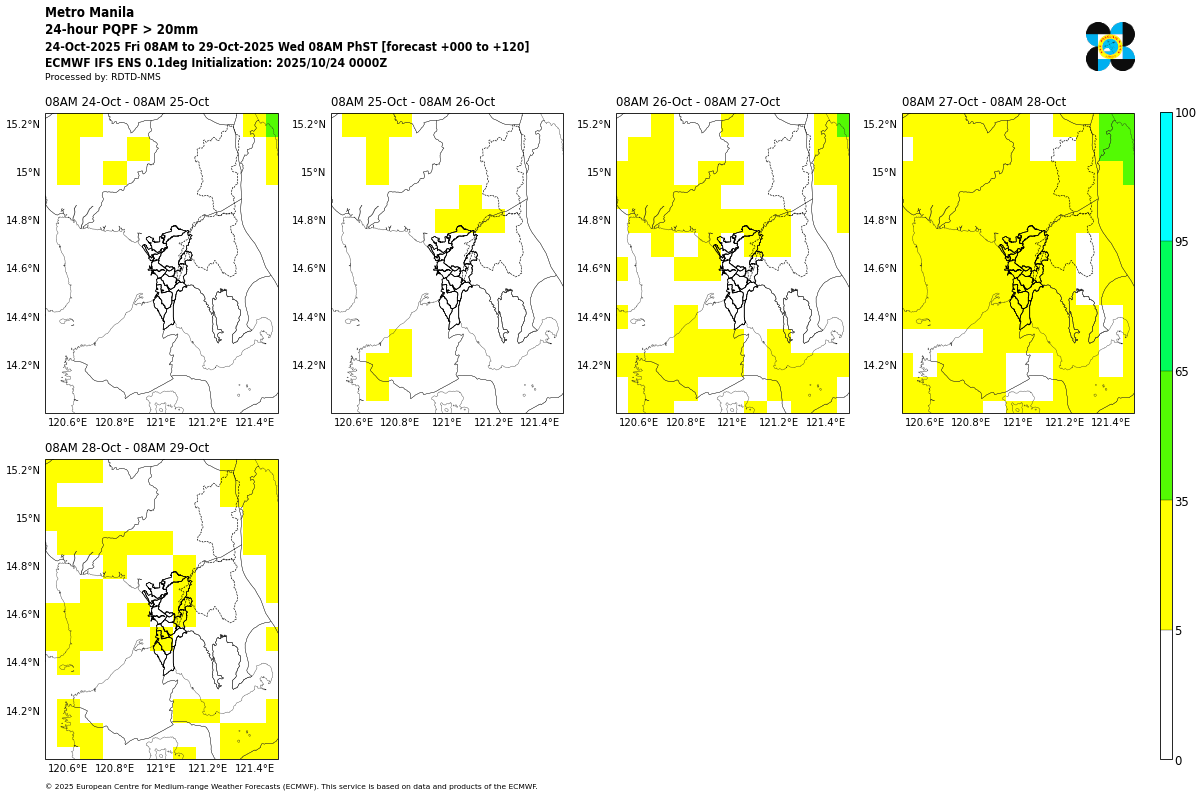 Metro Manila
24-hour PQPF > 20mm
24-Oct-2025 Fri 08AM to 29-Oct-2025 Wed 08AM PhST [forecast +000 to +120]
ECMWF IFS ENS 0.1deg Initialization: 2025/10/24 0000Z
Processed by: RDTD-NMS
08AM 24-Oct - 08AM 25-Oct
08AM 25-Oct - 08AM 26-Oct
08AM 26-Oct - 08AM 27-Oct
08AM 27-Oct - 08AM 28-Oct
15.2°N 15.2°N 15.2°N 15.2°N
15°N 15°N 15°N 15°N
14.8°N 14.8°N 14.8°N 14.8°N
14.6°N 14.6°N 14.6°N 14.6°N
14.4°N 14.4°N 14.4°N 14.4°N
14.2°N 14.2°N 14.2°N 14.2°N
120.6°E 120.8°E 121°E 121.2°E 121.4°E
120.6°E 120.8°E 121°E 121.2°E 121.4°E
120.6°E 120.8°E 121°E 121.2°E 121.4°E
120.6°E 120.8°E 121°E 121.2°E 121.4°E
08AM 28-Oct - 08AM 29-Oct
15.2°N
15°N
14.8°N
14.6°N
14.4°N
14.2°N
120.6°E 120.8°E 121°E 121.2°E 121.4°E
100
95
65
35
5
0
© 2025 European Centre for Medium-range Weather Forecasts (ECMWF). This service is based on data and products of the ECMWF.